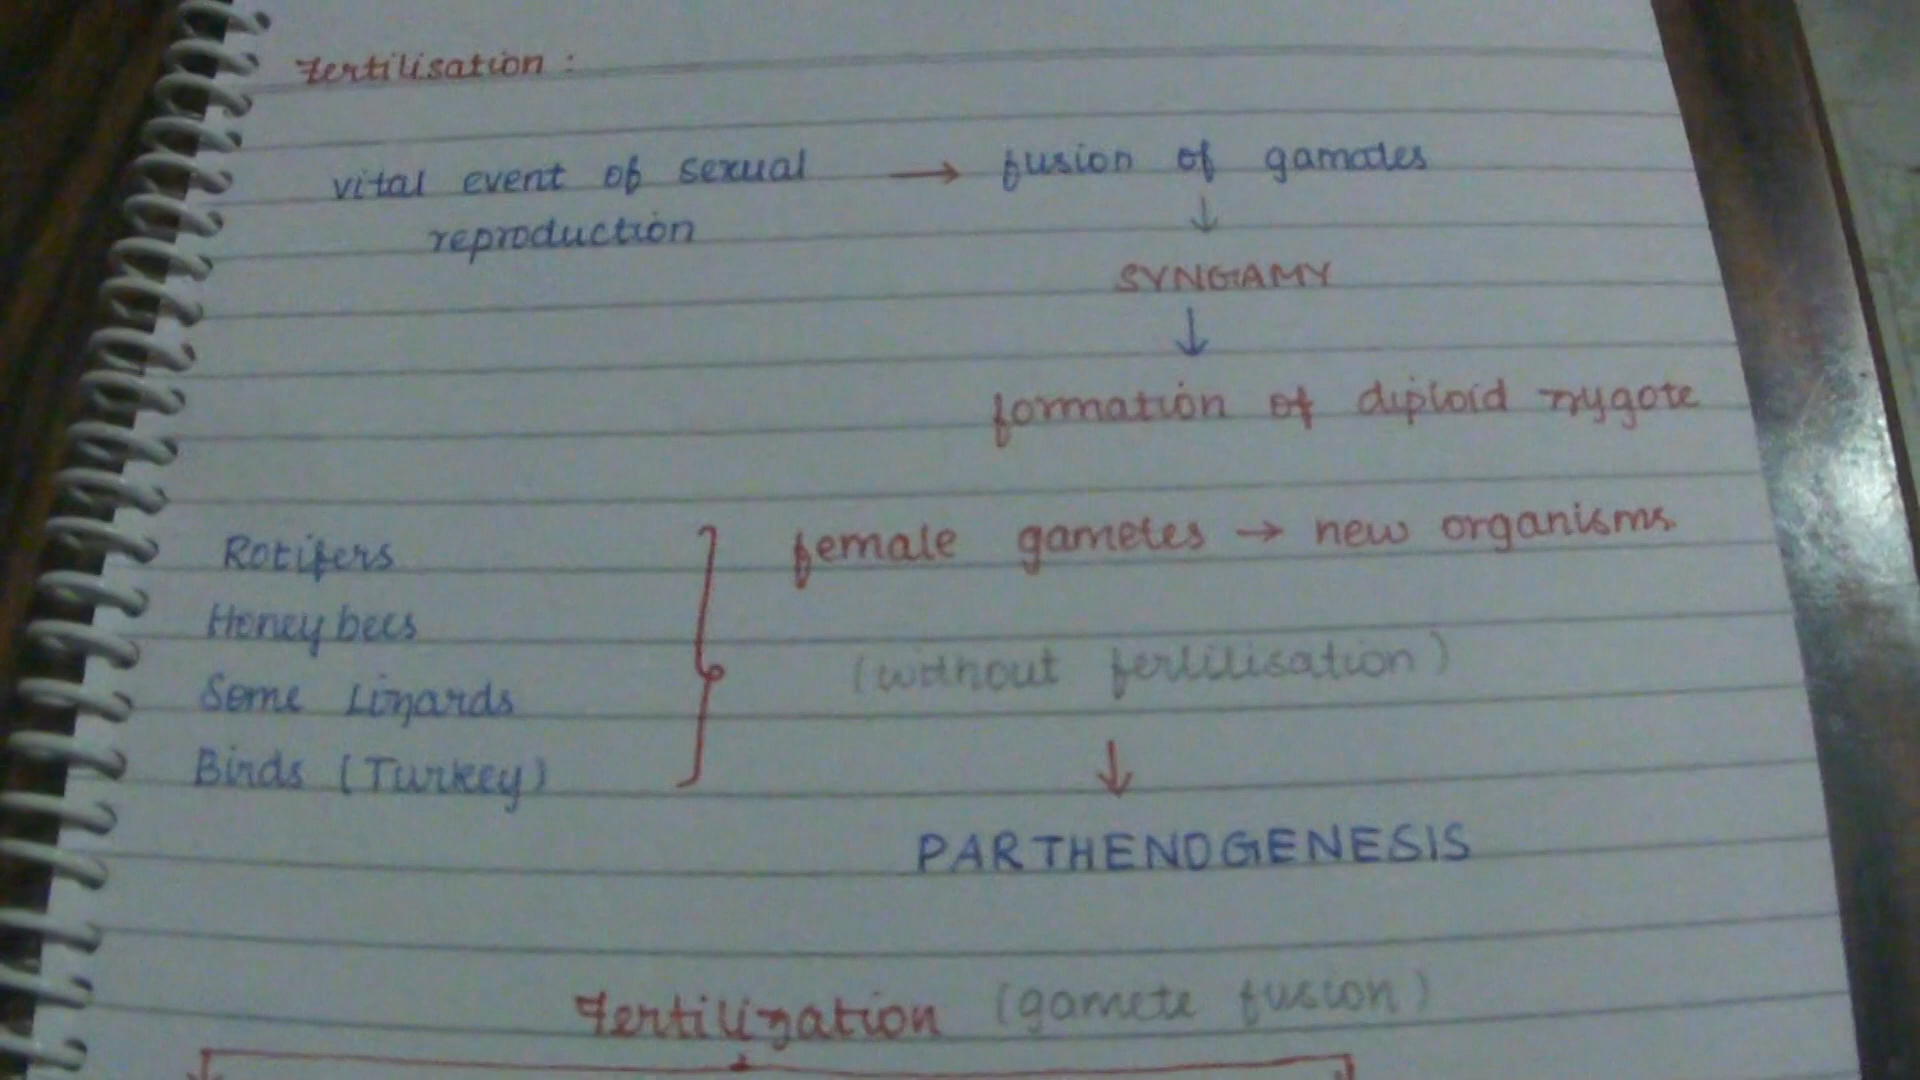 Fertilisation :
vital event of sexual → fusion of gamates
reproduction
↓
SYNGAMY
↓
formation of diploid zygote
Rotifers
Honey bees
Some Lizards
Birds (Turkey)
female gametes → new organisms.
(without fertilisation)
↓
PARTHENOGENESIS
Fertilization (gamete fusion)